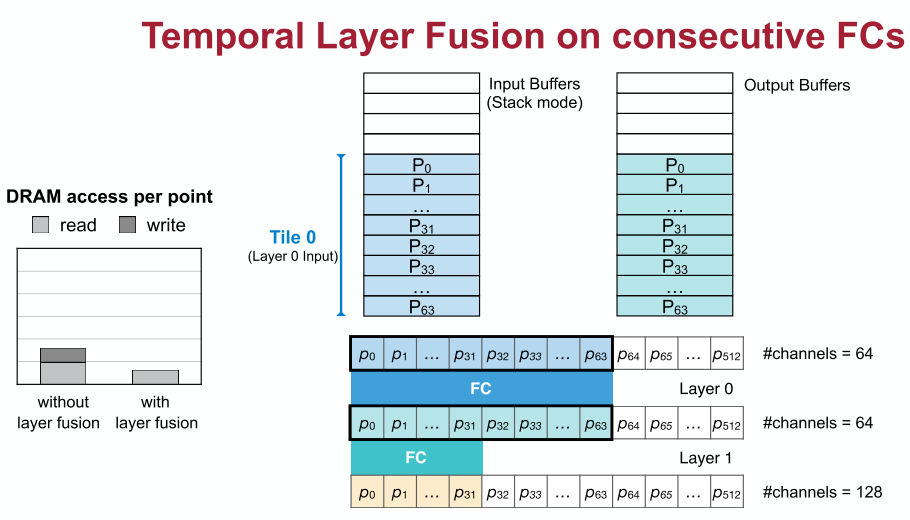 Temporal Layer Fusion on consecutive FCs
Input Buffers
(Stack mode)
Output Buffers
P0
P1
...
P31
P32
P33
...
P63
P0
P1
...
P31
P32
P33
...
P63
Tile 0
(Layer 0 Input)
DRAM access per point
read write
without
layer fusion
with
layer fusion
p0 p1 ... p31 p32 p33 ... p63 p64 p65 ... p512 #channels = 64
FC Layer 0
p0 p1 ... p31 p32 p33 ... p63 p64 p65 ... p512 #channels = 64
FC Layer 1
p0 p1 ... p31 p32 p33 ... p63 p64 p65 ... p512 #channels = 128